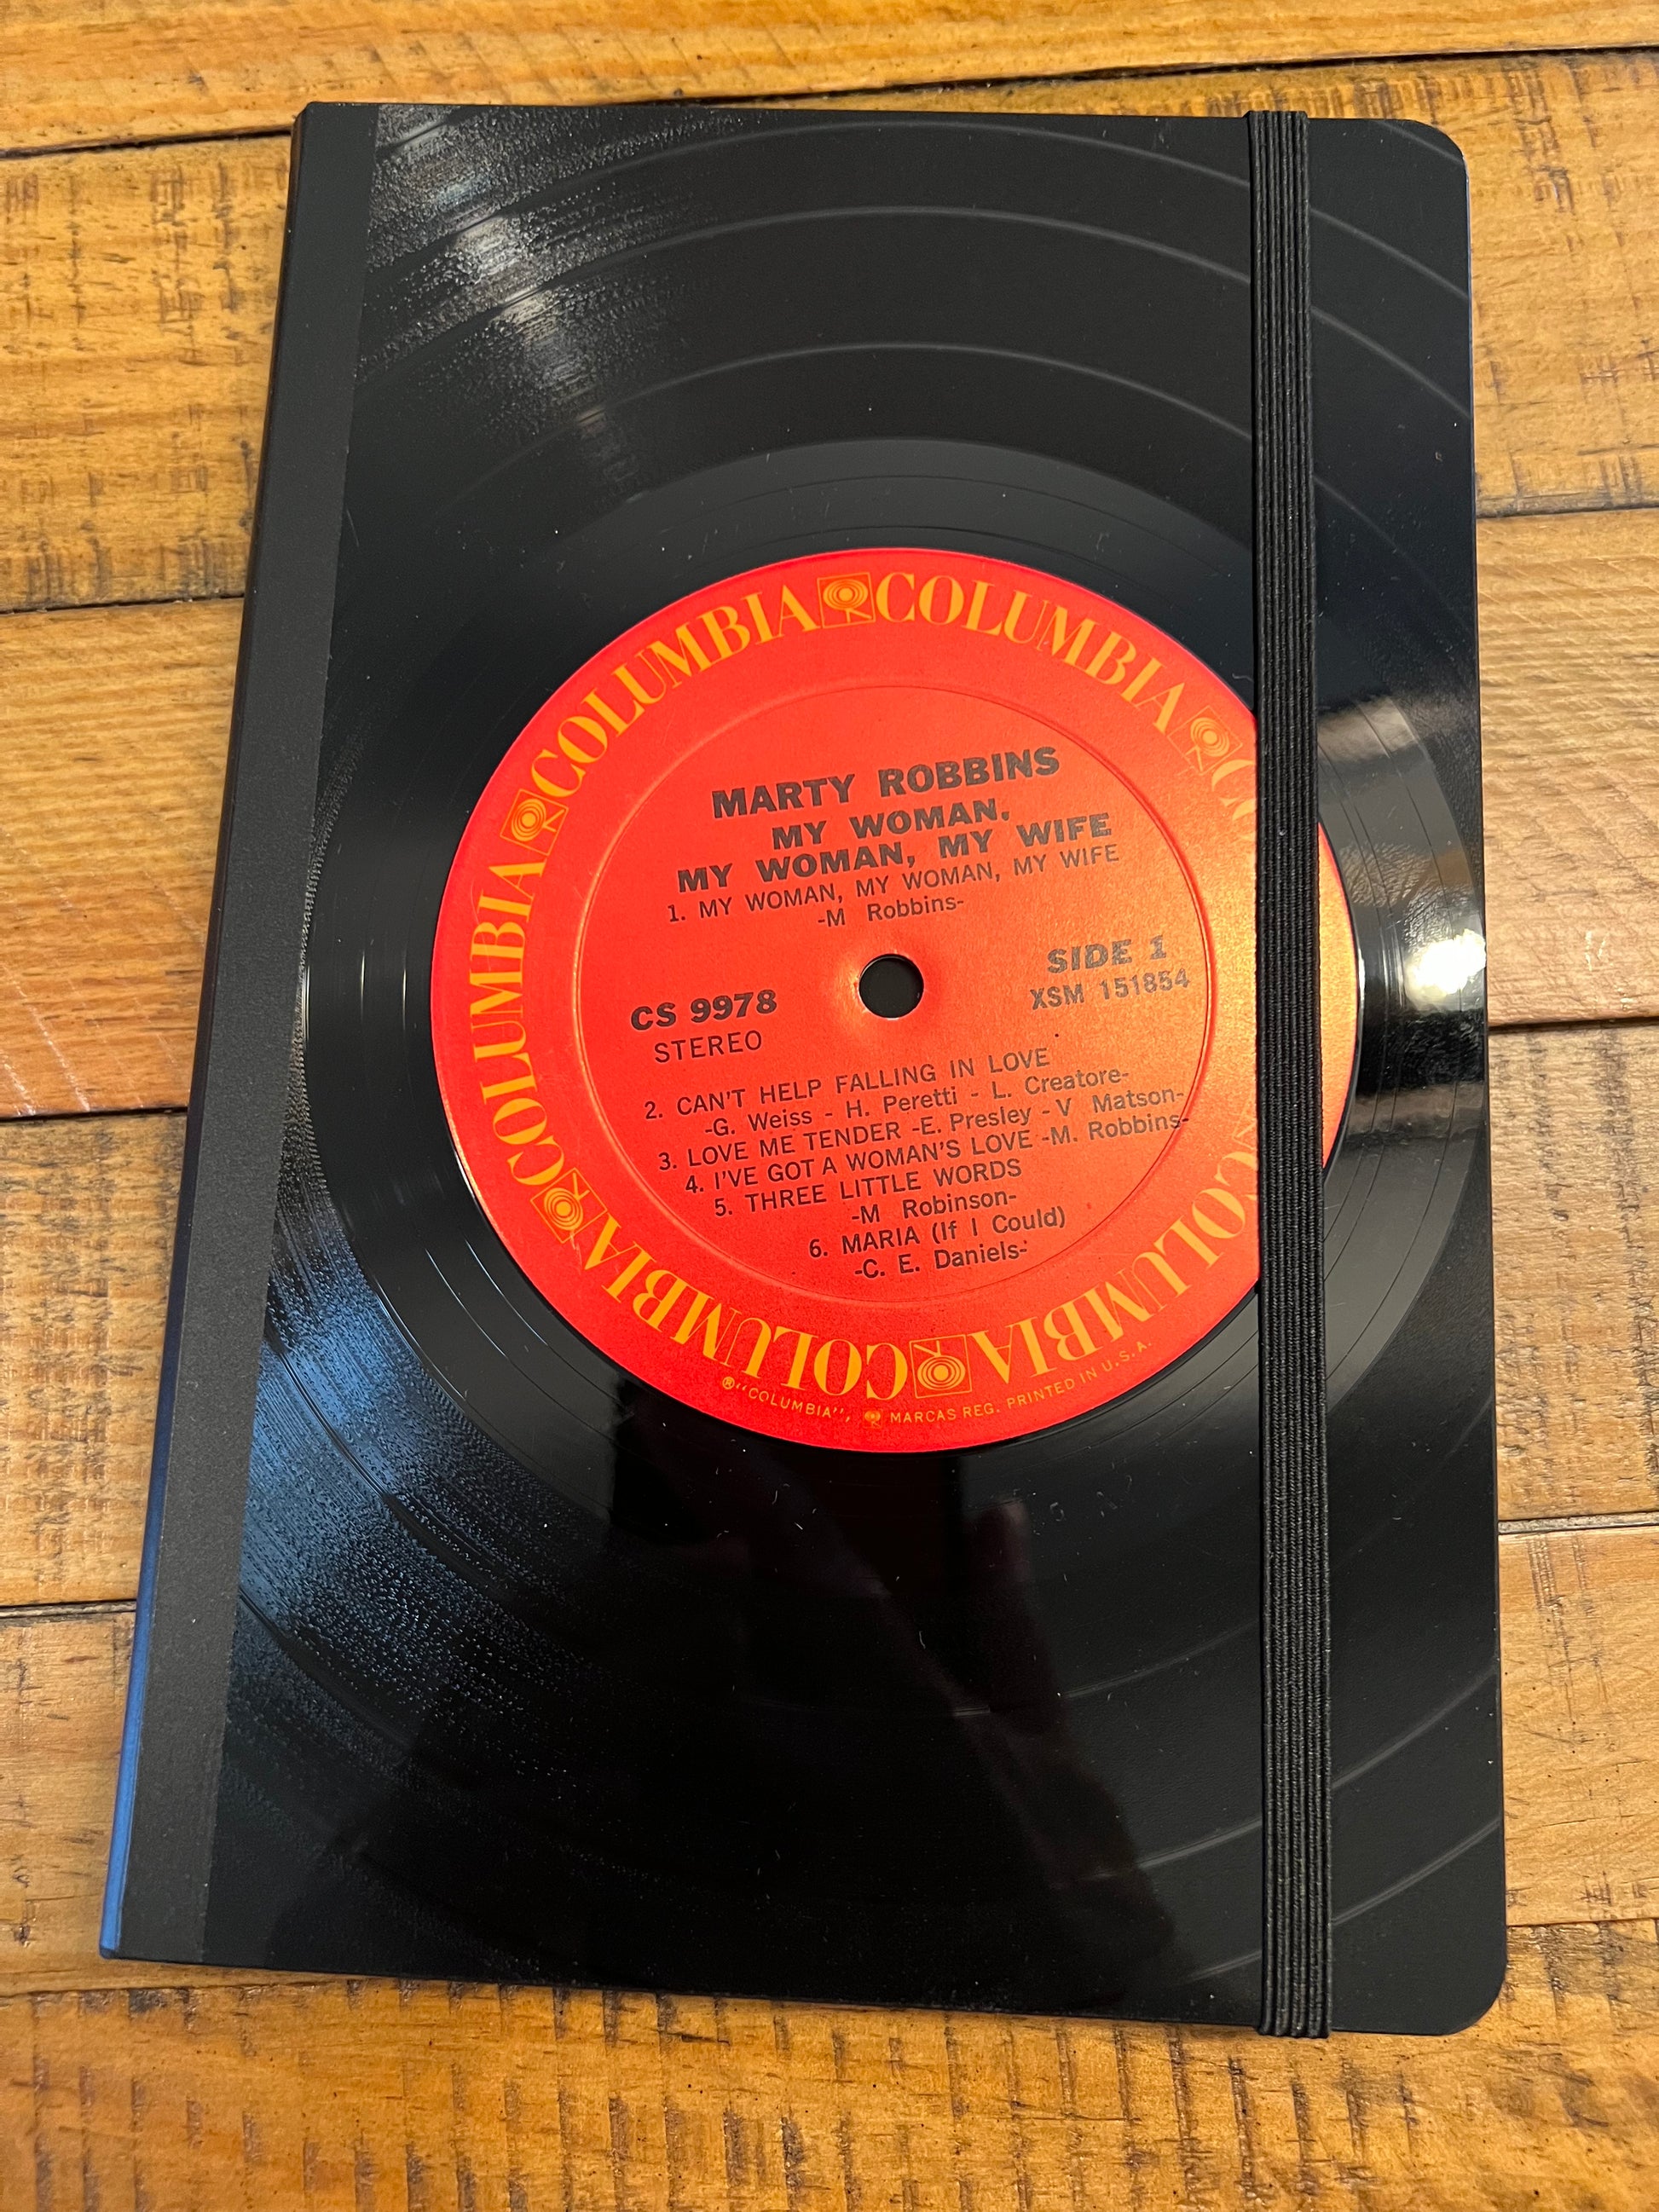 COLUMBIA COLUMBIA COLUMBIA COLUMBIA COLUMBIA COLUMBIA
MARTY ROBBINS
MY WOMAN,
MY WOMAN, MY WIFE
1. MY WOMAN, MY WOMAN, MY WIFE
-M Robbins-
SIDE 1
XSM 151854
CS 9978
STEREO
2. CAN'T HELP FALLING IN LOVE
-G. Weiss - H. Peretti - L. Creatore-
3. LOVE ME TENDER -E. Presley - V Matson-
4. I'VE GOT A WOMAN'S LOVE -M. Robbins-
5. THREE LITTLE WORDS
-M Robinson-
6. MARIA (If I Could)
-C. E. Daniels-
®"COLUMBIA", MARCAS REG. PRINTED IN U.S.A.